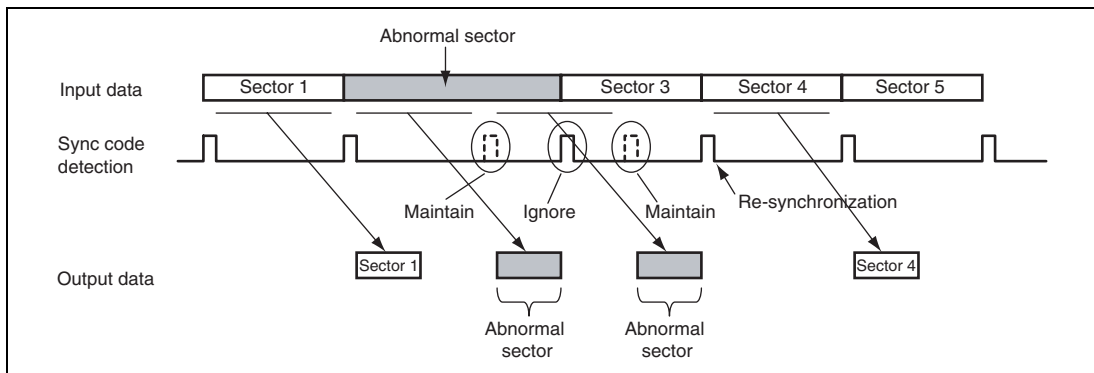 Abnormal sector
Input data
Sector 1
Sector 3
Sector 4
Sector 5
Sync code
detection
Maintain
Ignore
Maintain
Re-synchronization
Output data
Sector 1
Sector 4
Abnormal
sector
Abnormal
sector